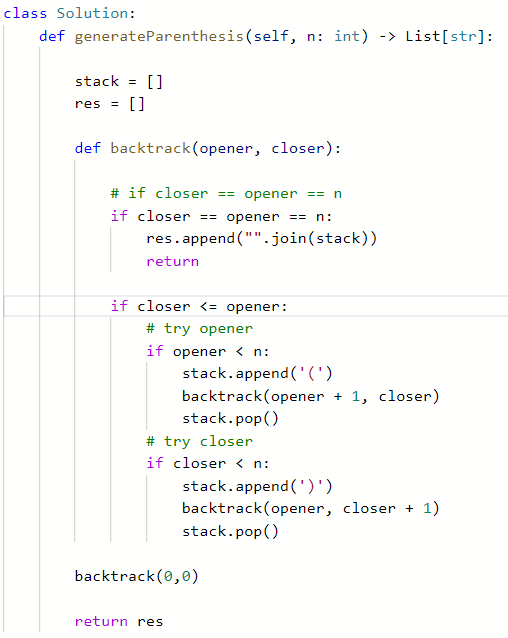 class Solution:
    def generateParenthesis(self, n: int) -> List[str]:
        stack = []
        res = []
        def backtrack(opener, closer):
            # if closer == opener == n
            if closer == opener == n:
                res.append("".join(stack))
                return
            if closer <= opener:
                # try opener
                if opener < n:
                    stack.append('(')
                    backtrack(opener + 1, closer)
                    stack.pop()
                # try closer
                if closer < n:
                    stack.append(')')
                    backtrack(opener, closer + 1)
                    stack.pop()
        backtrack(0,0)
        return res